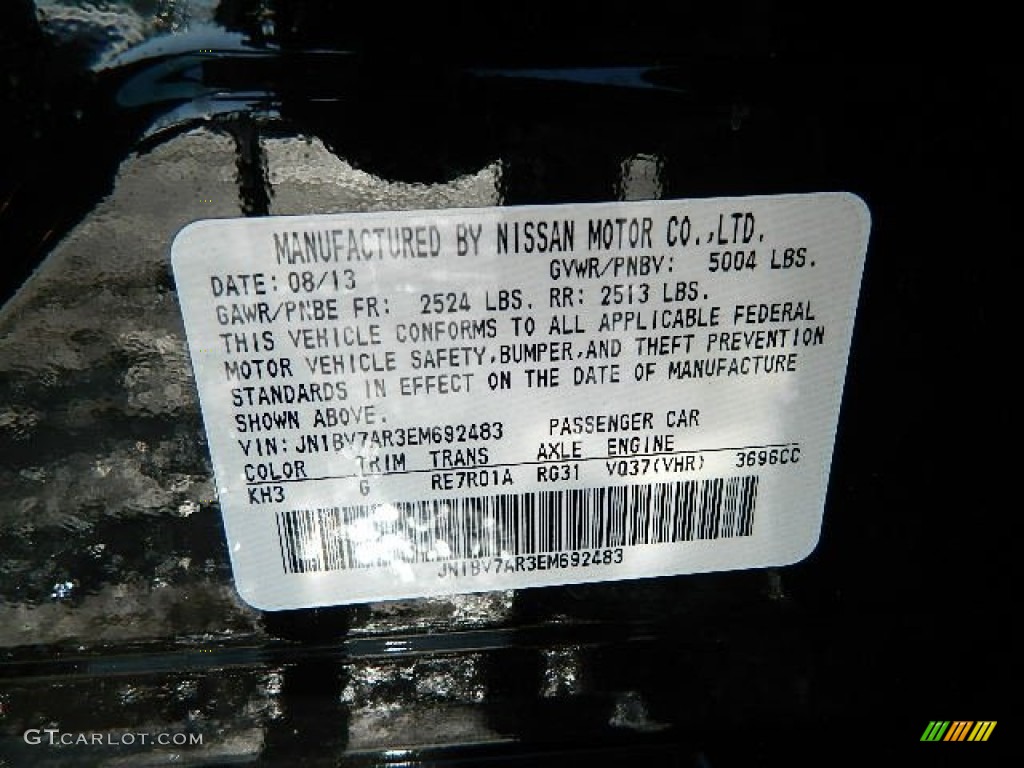 MANUFACTURED BY NISSAN MOTOR CO.,LTD.
DATE: 08/13 GVWR/PNBV: 5004 LBS.
GAWR/PNBE FR: 2524 LBS. RR: 2513 LBS.
THIS VEHICLE CONFORMS TO ALL APPLICABLE FEDERAL
MOTOR VEHICLE SAFETY,BUMPER,AND THEFT PREVENTION
STANDARDS IN EFFECT ON THE DATE OF MANUFACTURE
SHOWN ABOVE.
VIN:JN1BV7AR3EM692483 PASSENGER CAR
COLOR TRIM TRANS AXLE ENGINE
KH3 G RE7R01A RG31 VQ37(VHR) 3696CC
JN1BV7AR3EM692483
GTCARLOT.COM